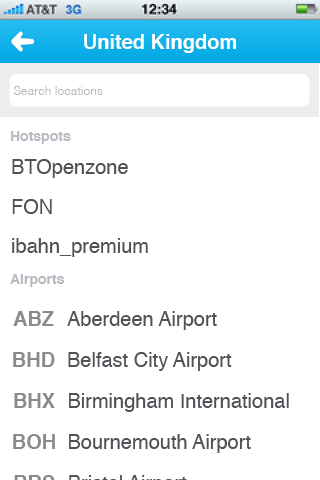 AT&T 3G 12:34
United Kingdom
Search locations
Hotspots
BTOpenzone
FON
ibahn_premium
Airports
ABZ Aberdeen Airport
BHD Belfast City Airport
BHX Birmingham International
BOH Bournemouth Airport
BRS Bristol Airport